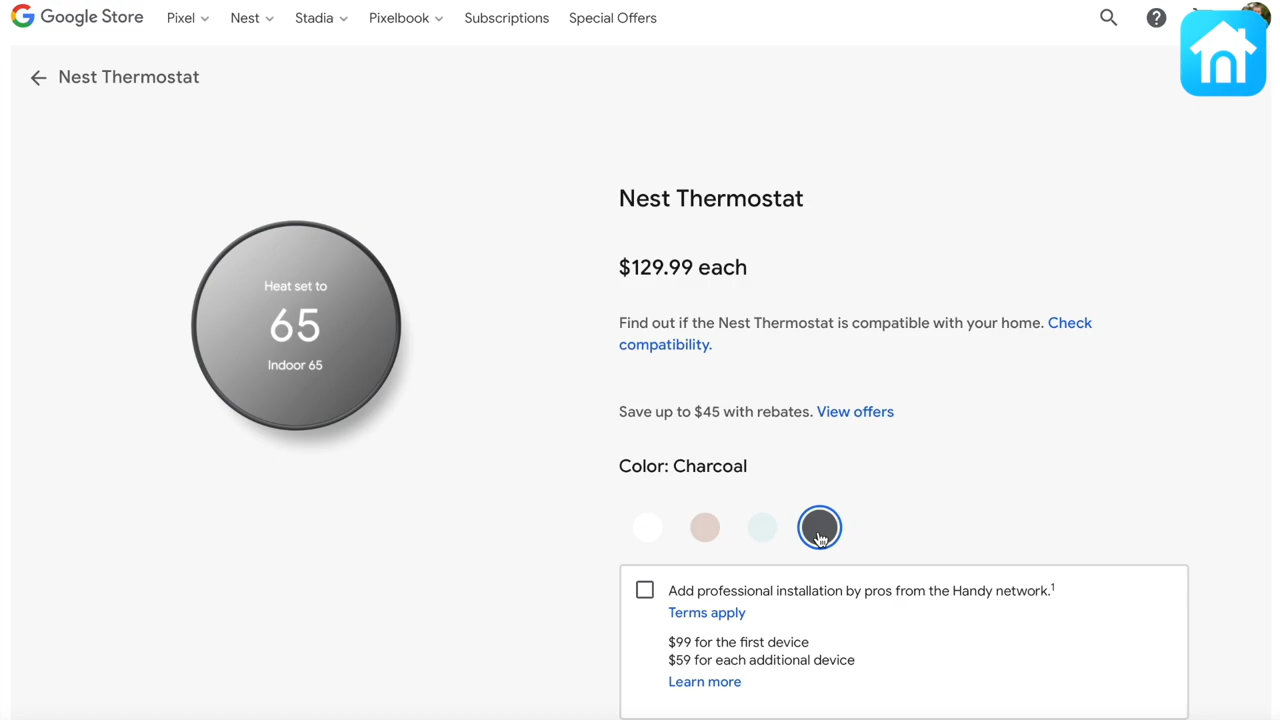 Google Store
Pixel
Nest
Stadia
Pixelbook
Subscriptions
Special Offers
Nest Thermostat
Heat set to
65
Indoor 65
Nest Thermostat
$129.99 each
Find out if the Nest Thermostat is compatible with your home. Check
compatibility.
Save up to $45 with rebates. View offers
Color: Charcoal
Add professional installation by pros from the Handy network.¹
Terms apply
$99 for the first device
$59 for each additional device
Learn more